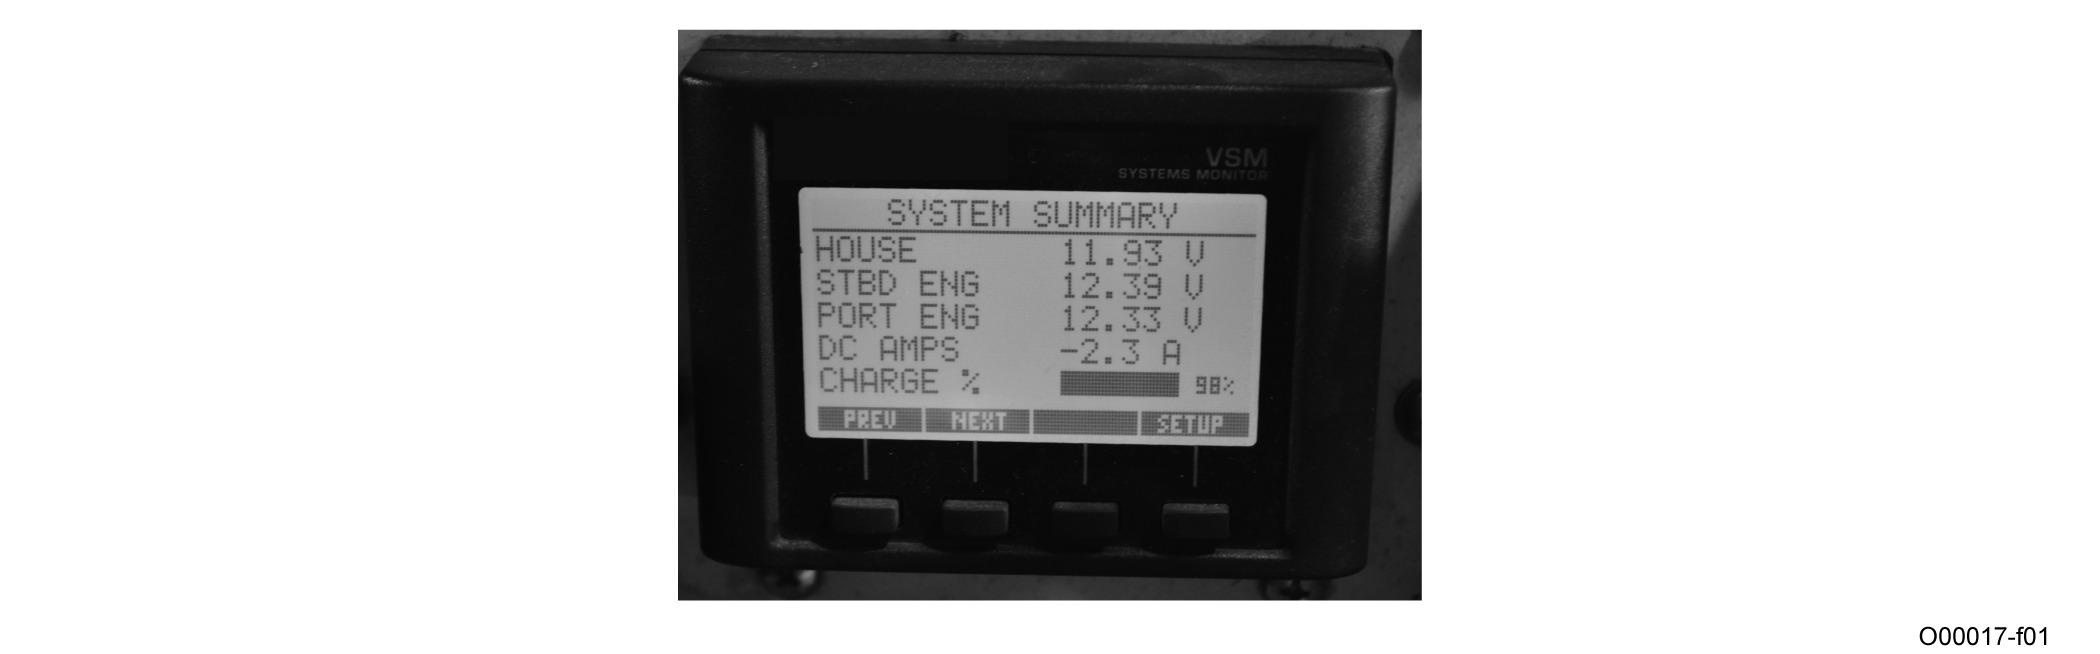 VSM
SYSTEMS MONITOR
SYSTEM SUMMARY
HOUSE 11.93 V
STBD ENG 12.39 V
PORT ENG 12.33 V
DC AMPS -2.3 A
CHARGE % 98%
PREV NEXT SETUP
O00017-f01